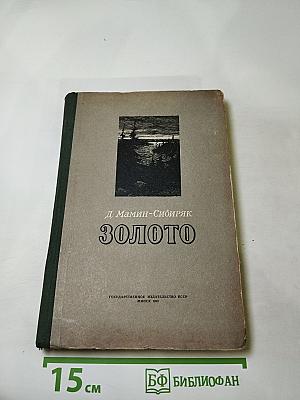 Д. Мамин-Сибиряк
ЗОЛОТО
ГОСУДАРСТВЕННОЕ ИЗДАТЕЛЬСТВО БССР
МИНСК
15 см
БФ БИБЛИОФАН